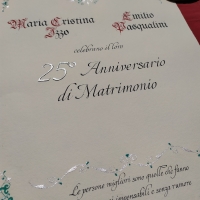 Maria Cristina Izzo
Emilio Pasqualini
celebrano il loro
25° Anniversario
di Matrimonio
Le persone migliori sono quelle che fanno
indispensabili e senza rumore